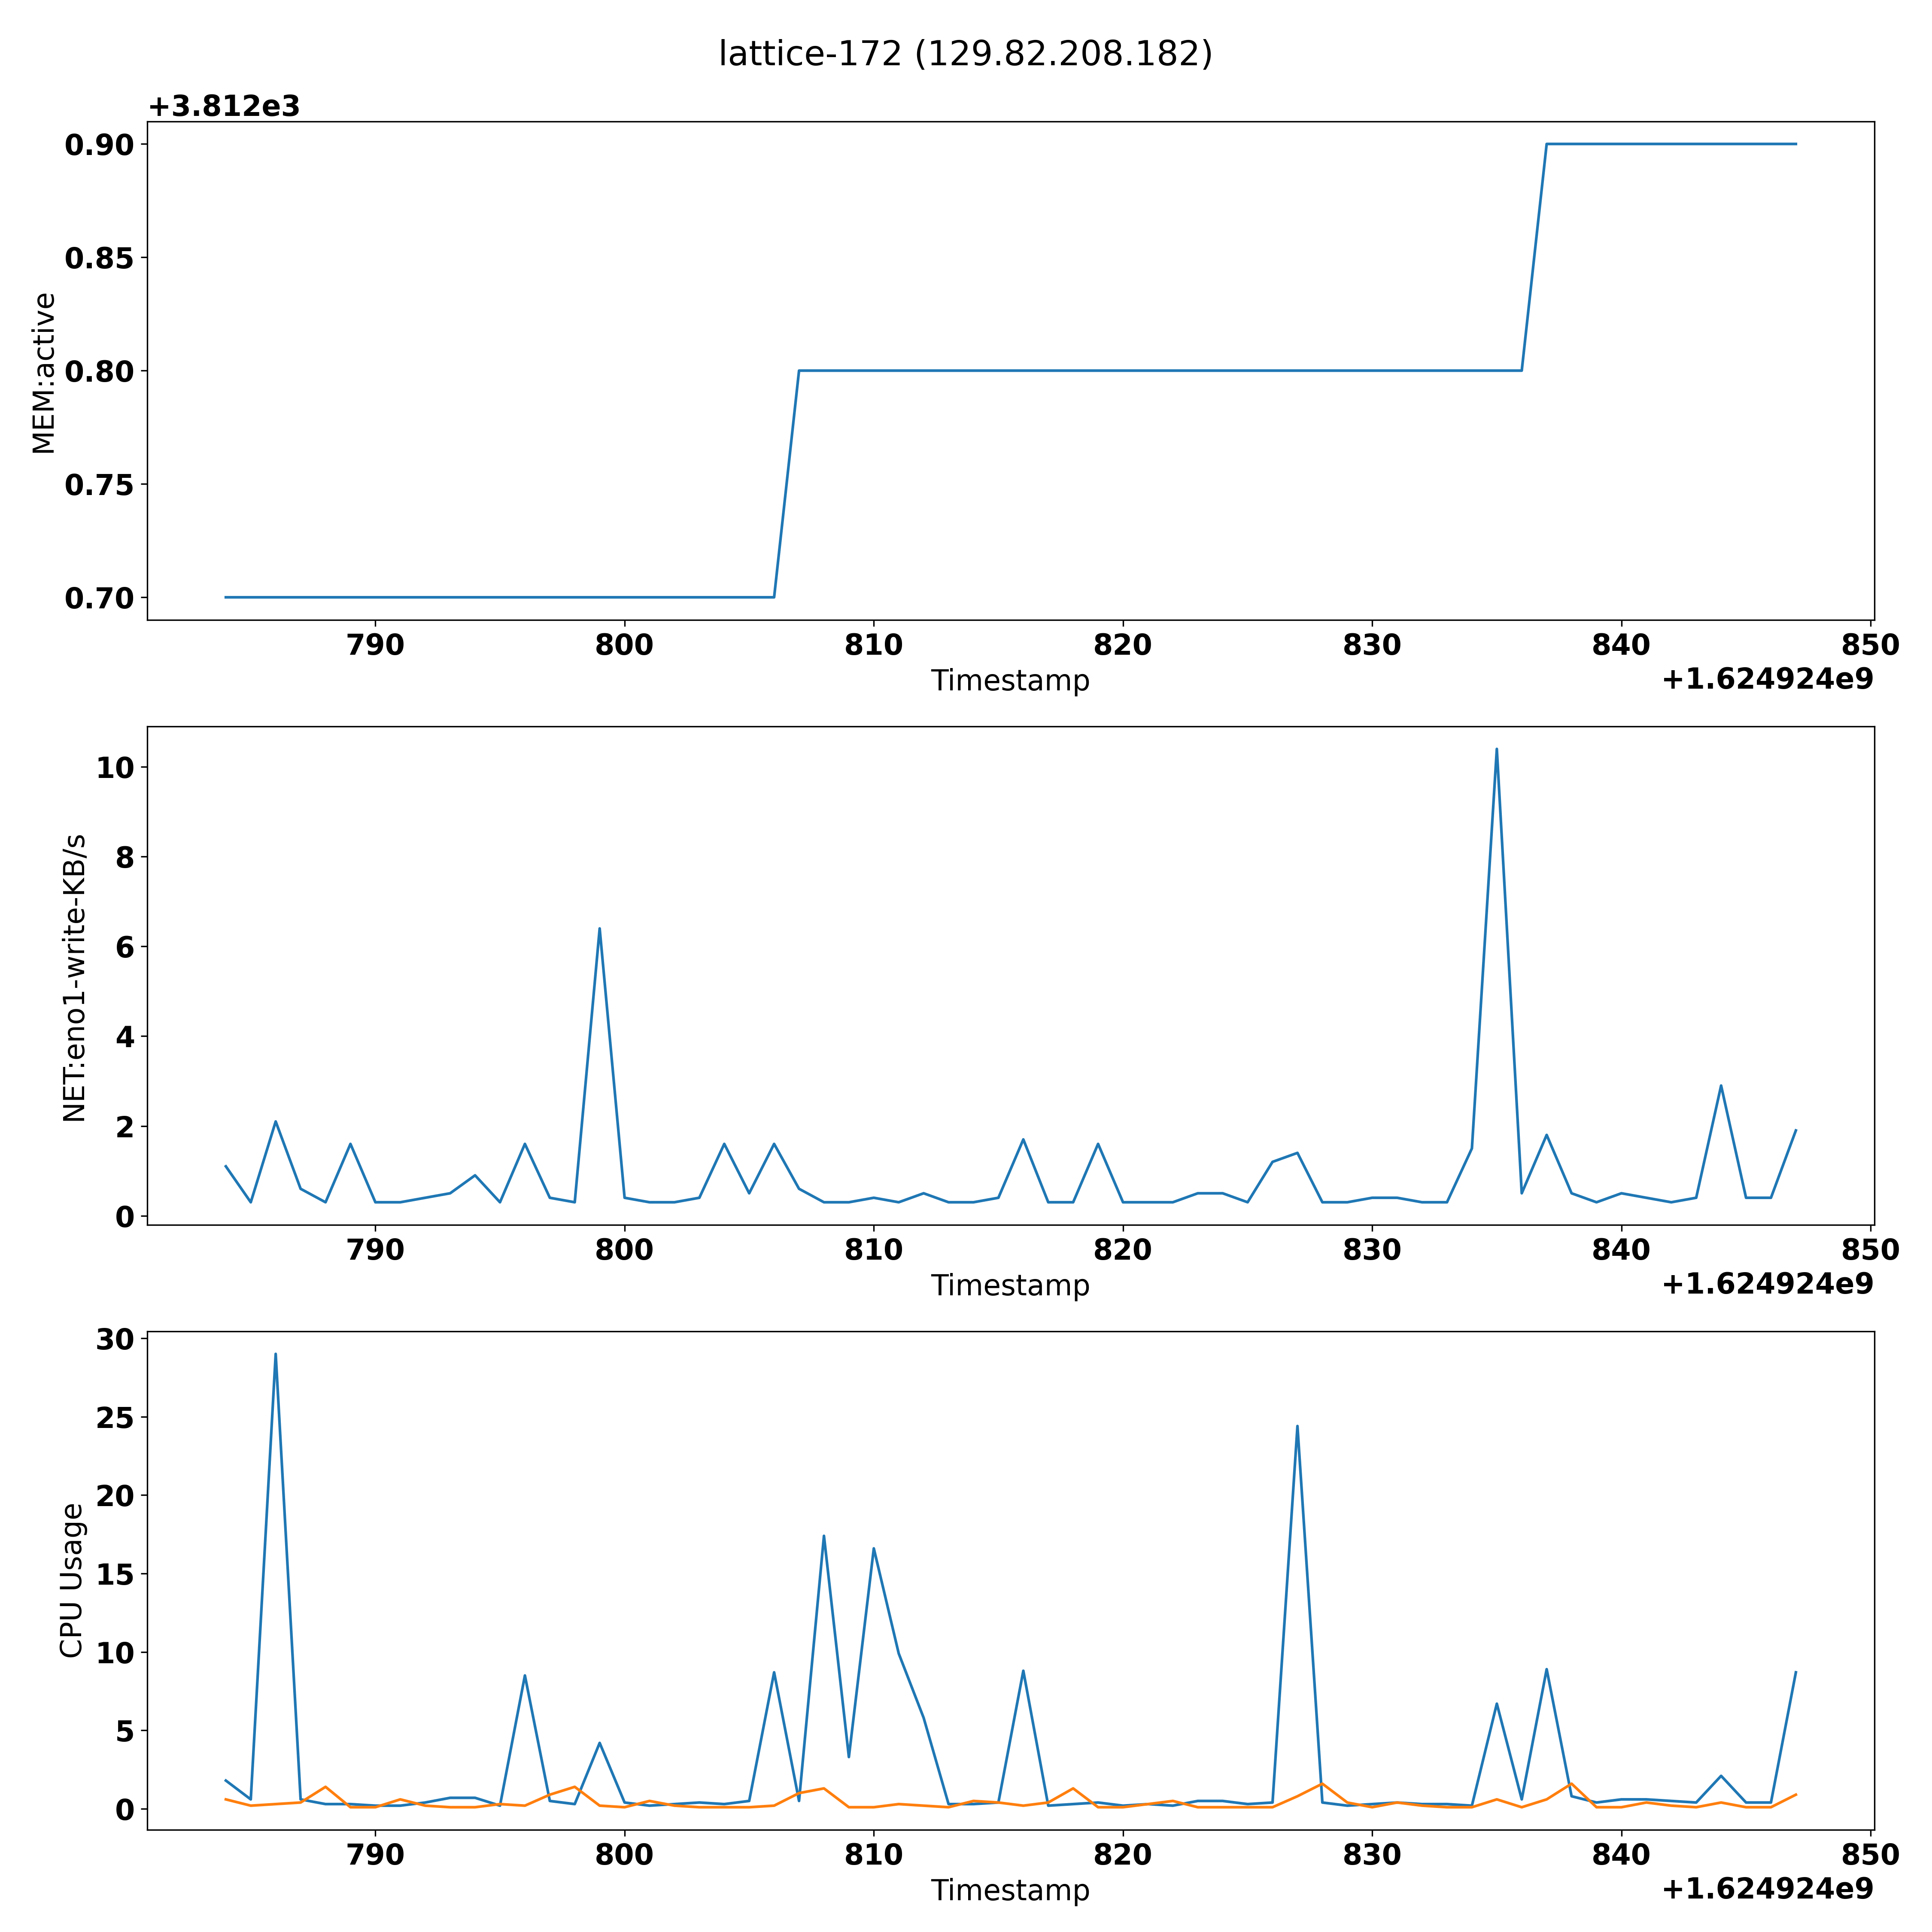 lattice-172 (129.82.208.182)
+3.812e3
0.90
0.85
0.80
0.75
0.70
MEM:active
790 800 810 820 830 840 850
Timestamp
+1.624924e9
10
8
6
4
2
0
NET:eno1-write-KB/s
790 800 810 820 830 840 850
Timestamp
+1.624924e9
30
25
20
15
10
5
0
CPU Usage
790 800 810 820 830 840 850
Timestamp
+1.624924e9